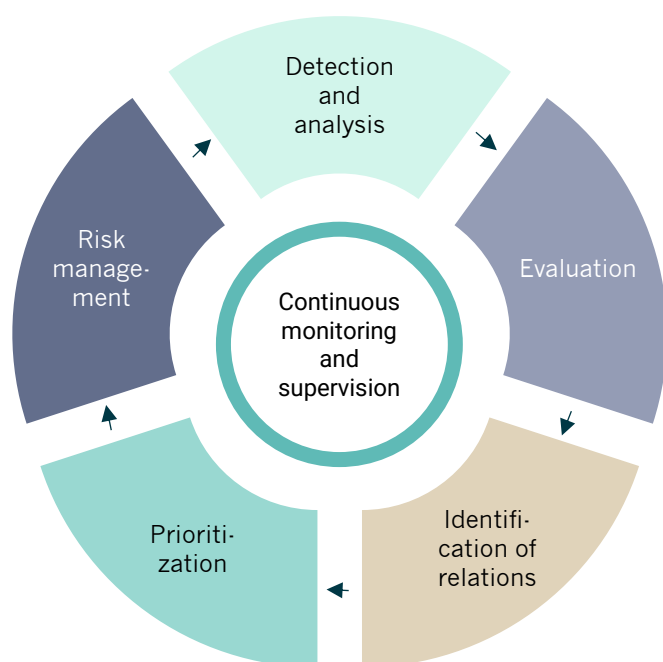 Detection
and
analysis
Evaluation
Identifi-
cation of
relations
Prioriti-
zation
Risk
manage-
ment
Continuous
monitoring
and
supervision